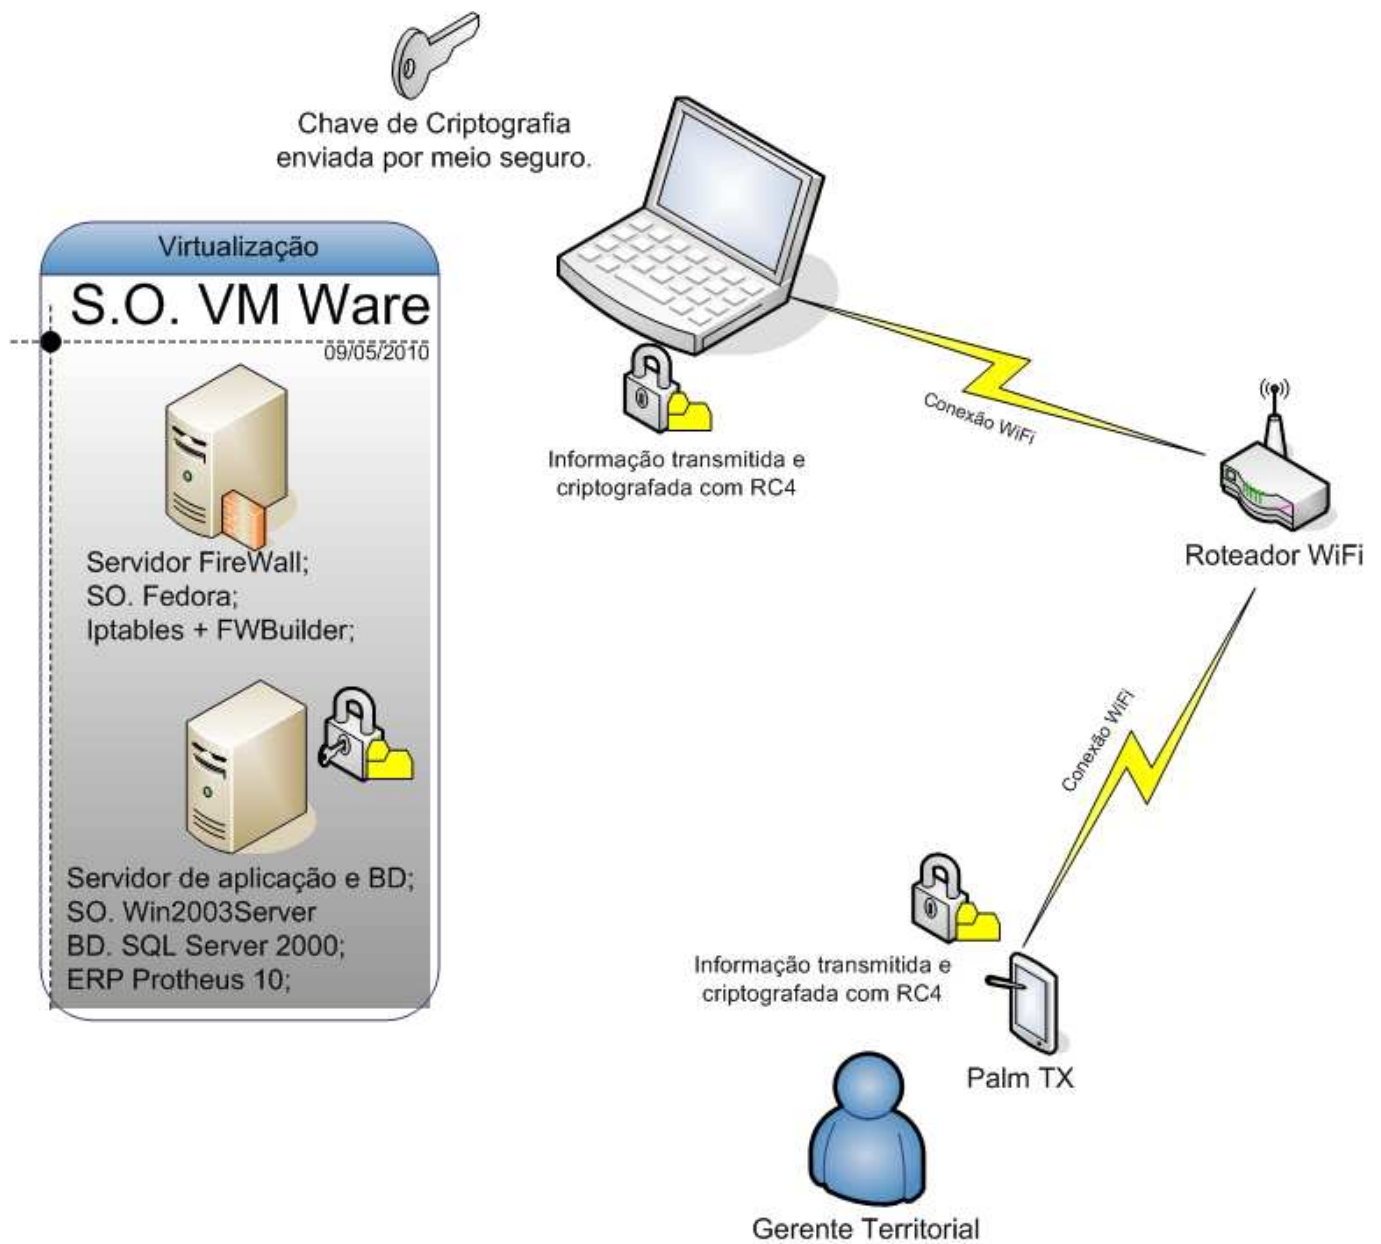 Chave de Criptografia
enviada por meio seguro.
Virtualização
S.O. VM Ware
09/05/2010
Servidor FireWall;
SO. Fedora;
Iptables + FWBuilder;
Servidor de aplicação e BD;
SO. Win2003Server
BD. SQL Server 2000;
ERP Protheus 10;
Informação transmitida e
criptografada com RC4
Conexão WiFi
Roteador WiFi
Conexão WiFi
Informação transmitida e
criptografada com RC4
Palm TX
Gerente Territorial